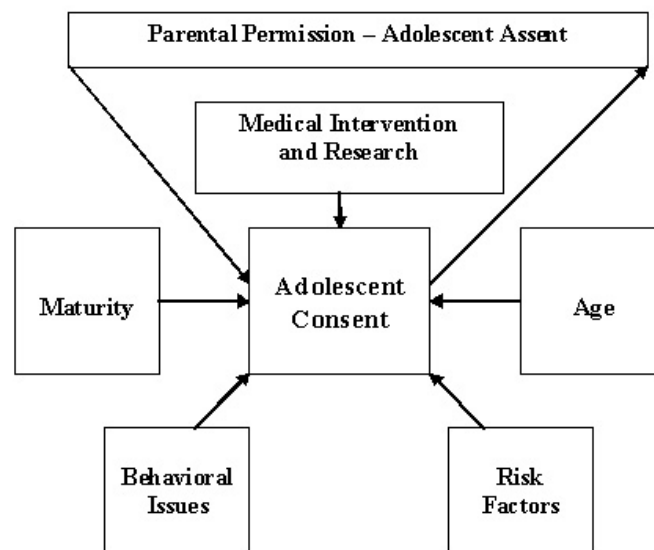 Parental Permission – Adolescent Assent
Medical Intervention
and Research
Maturity
Adolescent
Consent
Age
Behavioral
Issues
Risk
Factors